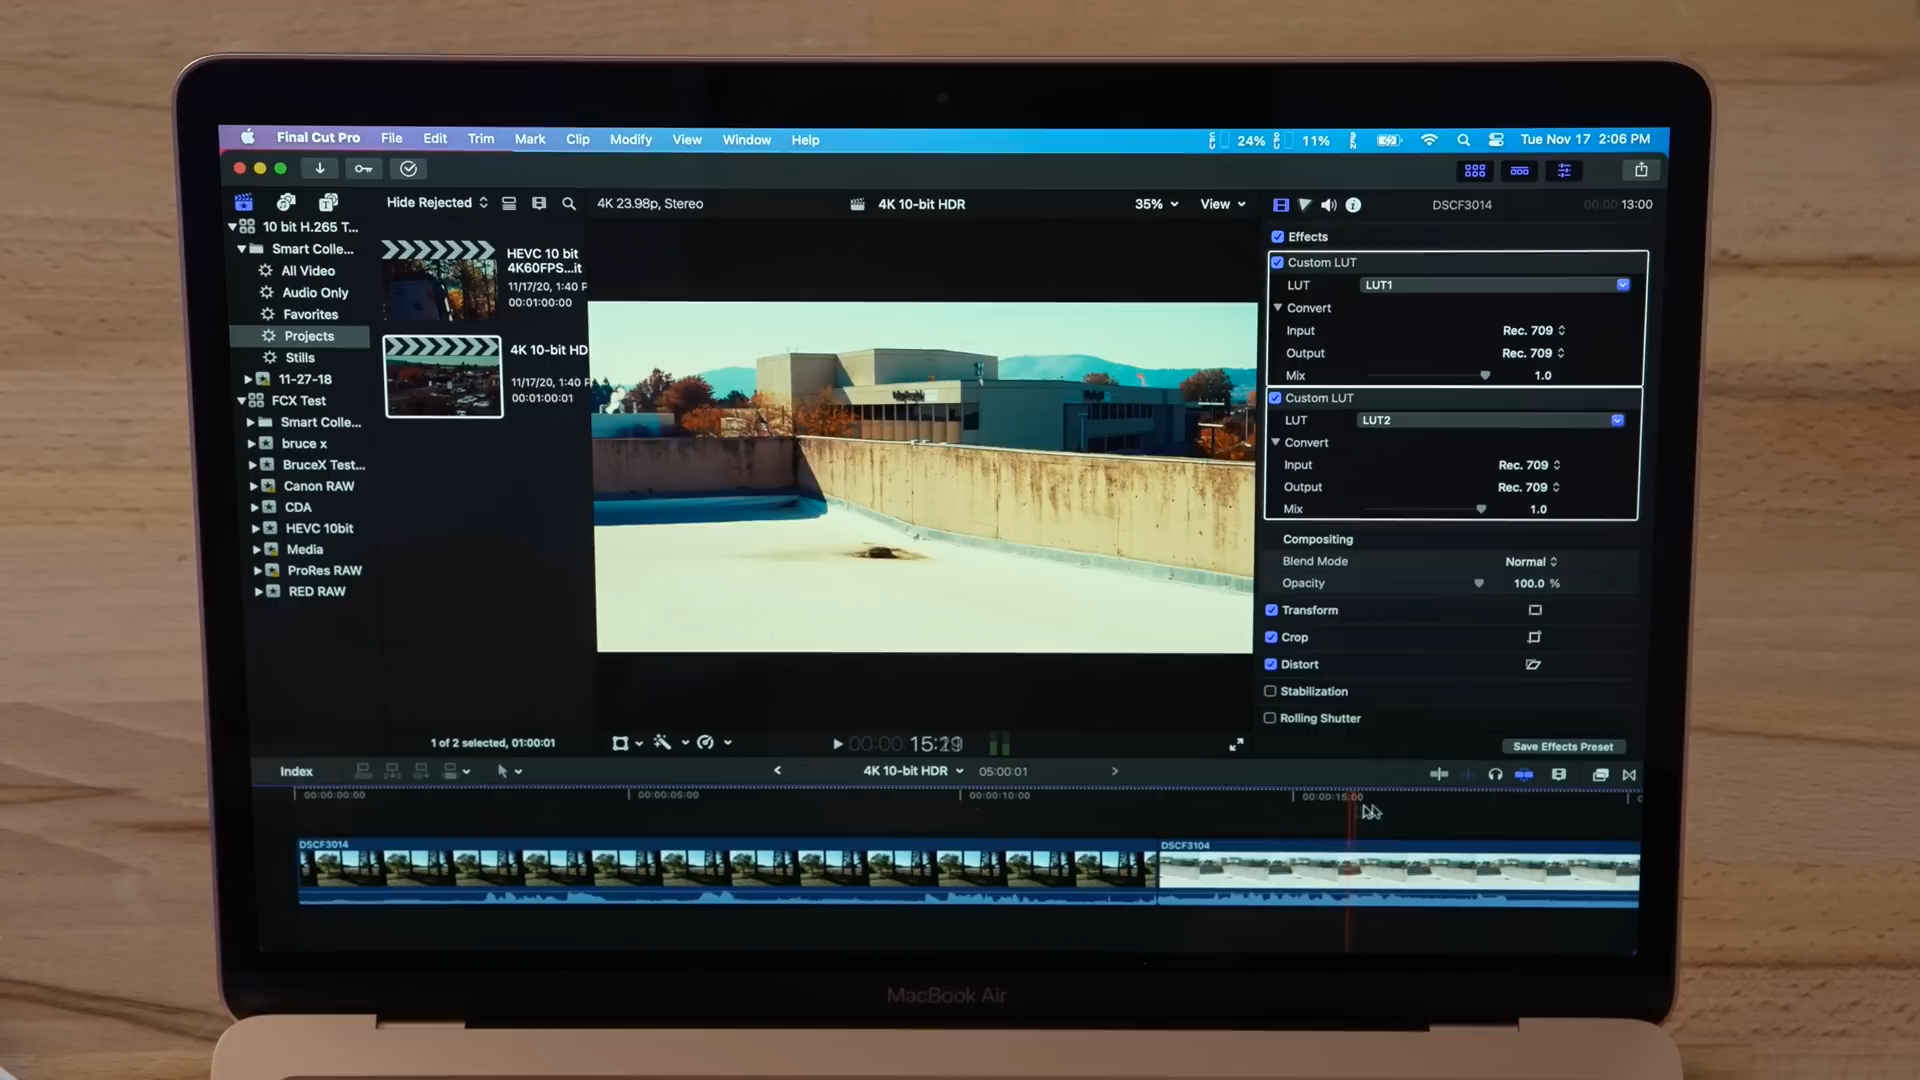 Final Cut Pro File Edit Trim Mark Clip Modify View Window Help 24% 11% Tue Nov 17 2:06 PM
Hide Rejected 4K 23.98p, Stereo 4K 10-bit HDR 35% View DSCF3014 00:00 13:00
10 bit H.265 T...
Smart Colle...
All Video
Audio Only
Favorites
Projects
Stills
11-27-18
FCX Test
Smart Colle...
bruce x
BruceX Test...
Canon RAW
CDA
HEVC 10bit
Media
ProRes RAW
RED RAW
HEVC 10 bit
4K60FPS...it
11/17/20, 1:40 P
00:01:00:00
4K 10-bit HD
11/17/20, 1:40 F
00:01:00:01
Effects
Custom LUT
LUT LUT1
Convert
Input Rec. 709
Output Rec. 709
Mix 1.0
Custom LUT
LUT LUT2
Convert
Input Rec. 709
Output Rec. 709
Mix 1.0
Compositing
Blend Mode Normal
Opacity 100.0 %
Transform
Crop
Distort
Stabilization
Rolling Shutter
Save Effects Preset
1 of 2 selected, 01:00:01 00:00
Index 4K 10-bit HDR 05:00:01
00:00:00:00 00:00:05:00 00:00:10:00 00:00:15:00
DSCF3014 DSCF3104
MacBook Air